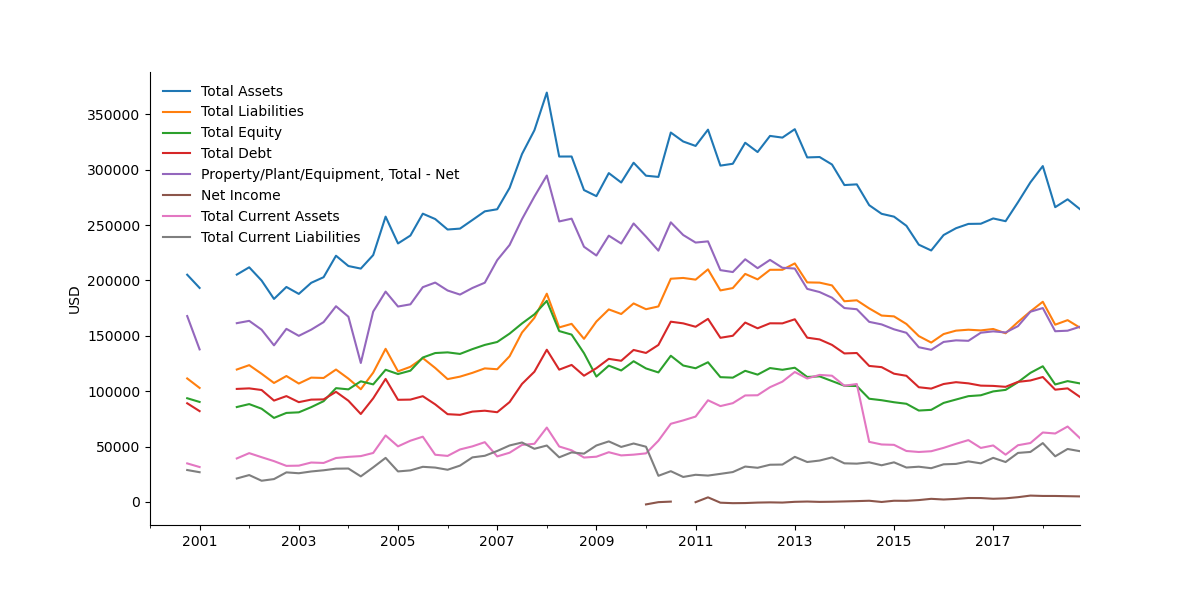 Total Assets
Total Liabilities
Total Equity
Total Debt
Property/Plant/Equipment, Total - Net
Net Income
Total Current Assets
Total Current Liabilities
350000
300000
250000
200000
150000
100000
50000
0
USD
2001 2003 2005 2007 2009 2011 2013 2015 2017